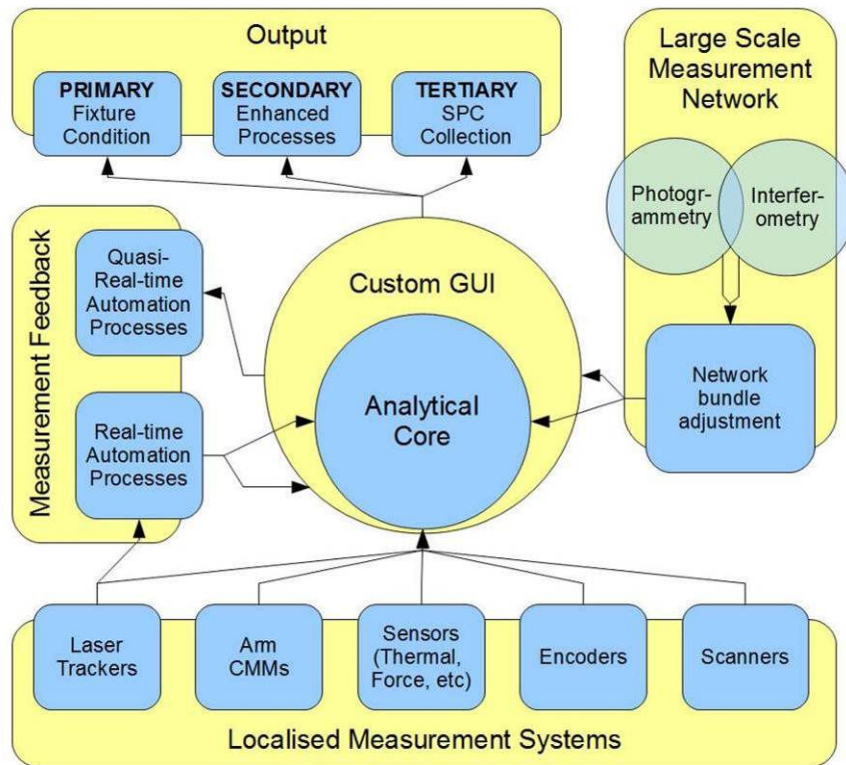 Output
PRIMARY
Fixture
Condition
SECONDARY
Enhanced
Processes
TERTIARY
SPC
Collection
Large Scale
Measurement
Network
Photogr-
ammetry
Interfer-
ometry
Network
bundle
adjustment
Measurement Feedback
Quasi-
Real-time
Automation
Processes
Real-time
Automation
Processes
Custom GUI
Analytical
Core
Laser
Trackers
Arm
CMMs
Sensors
(Thermal,
Force, etc)
Encoders
Scanners
Localised Measurement Systems